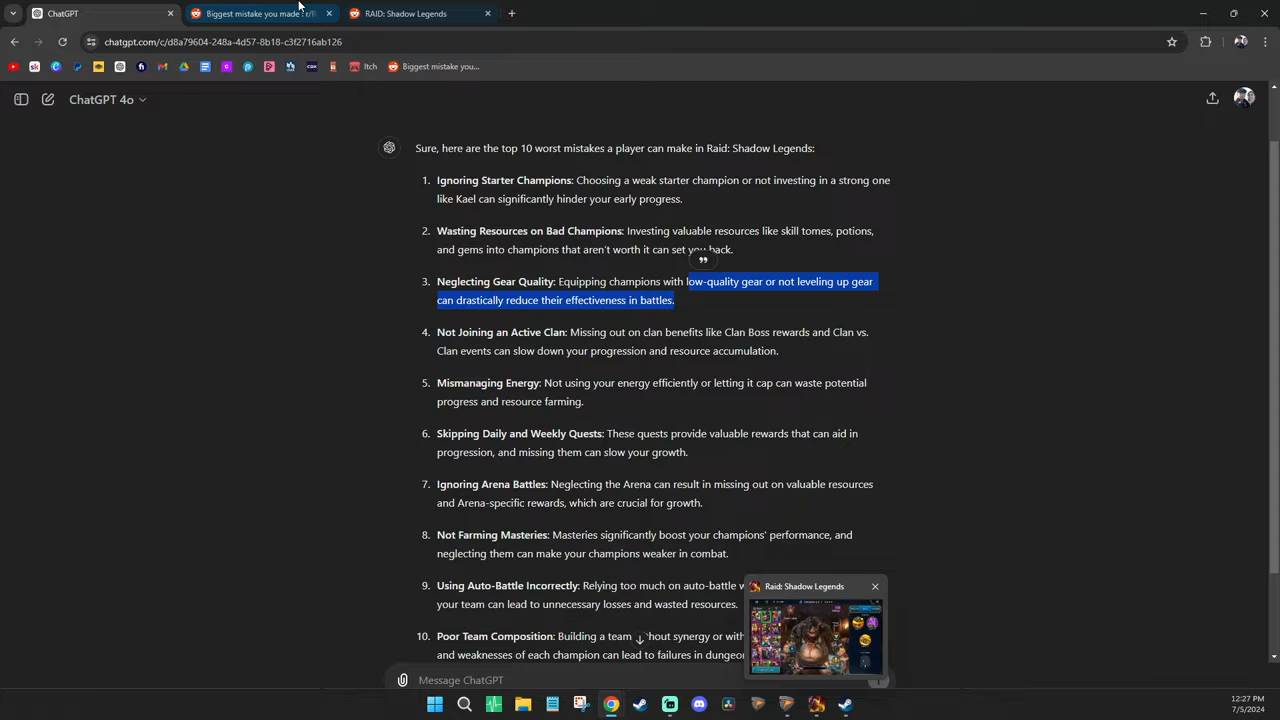 ChatGPT
Biggest mistake you made : r/R
RAID: Shadow Legends
chatgpt.com/c/d8a79604-248a-4d57-8b18-c3f2716ab126
Itch
Biggest mistake you...
ChatGPT 4o
Sure, here are the top 10 worst mistakes a player can make in Raid: Shadow Legends:
1. Ignoring Starter Champions: Choosing a weak starter champion or not investing in a strong one
like Kael can significantly hinder your early progress.
2. Wasting Resources on Bad Champions: Investing valuable resources like skill tomes, potions,
and gems into champions that aren't worth it can set you back.
3. Neglecting Gear Quality: Equipping champions with low-quality gear or not leveling up gear
can drastically reduce their effectiveness in battles.
4. Not Joining an Active Clan: Missing out on clan benefits like Clan Boss rewards and Clan vs.
Clan events can slow down your progression and resource accumulation.
5. Mismanaging Energy: Not using your energy efficiently or letting it cap can waste potential
progress and resource farming.
6. Skipping Daily and Weekly Quests: These quests provide valuable rewards that can aid in
progression, and missing them can slow your growth.
7. Ignoring Arena Battles: Neglecting the Arena can result in missing out on valuable resources
and Arena-specific rewards, which are crucial for growth.
8. Not Farming Masteries: Masteries significantly boost your champions' performance, and
neglecting them can make your champions weaker in combat.
9. Using Auto-Battle Incorrectly: Relying too much on auto-battle w
your team can lead to unnecessary losses and wasted resources.
10. Poor Team Composition: Building a team without synergy or with
and weaknesses of each champion can lead to failures in dungeo
Raid: Shadow Legends
Message ChatGPT
12:27 PM
7/5/2024